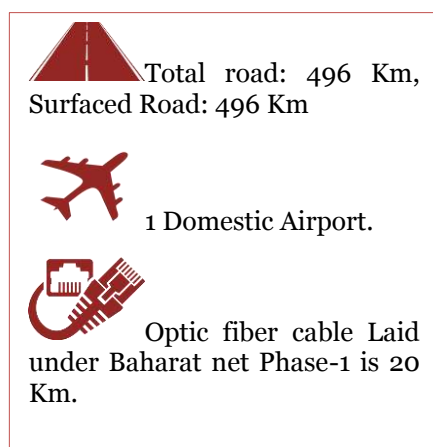 Total road: 496 Km,
Surfaced Road: 496 Km
1 Domestic Airport.
Optic fiber cable Laid
under Baharat net Phase-1 is 20
Km.